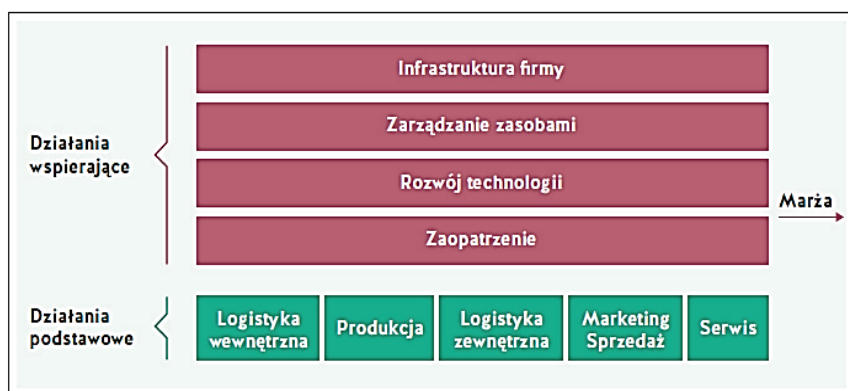 Infrastruktura firmy
Zarządzanie zasobami
Działania
wspierające
Rozwój technologii
Marża
Zaopatrzenie
Działania
podstawowe
Logistyka
wewnętrzna
Produkcja
Logistyka
zewnętrzna
Marketing
Sprzedaż
Serwis